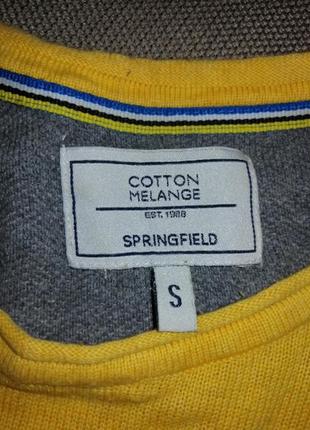 COTTON
MELANGE
EST. 1988
SPRINGFIELD
S